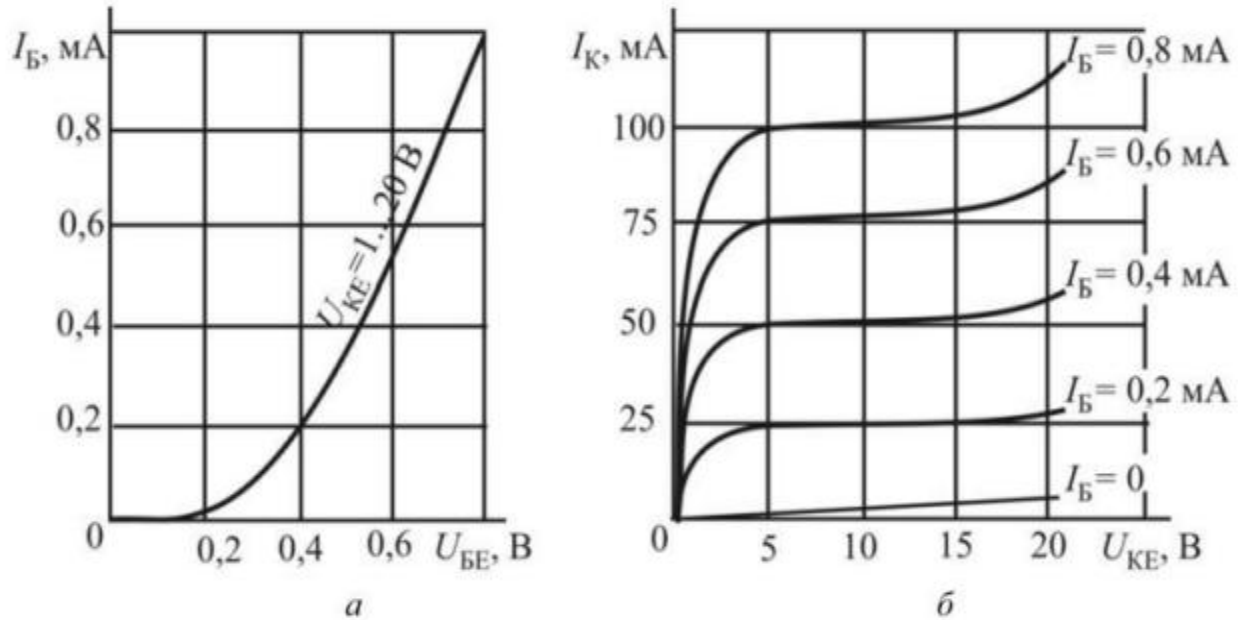 I_Б, мА
0,8
0,6
0,4
0,2
0
0,2
0,4
0,6
U_БЕ, В
U_КЕ = 1...20 В
а
I_К, мА
100
75
50
25
0
5
10
15
20
U_КЕ, В
I_Б = 0,8 мА
I_Б = 0,6 мА
I_Б = 0,4 мА
I_Б = 0,2 мА
I_Б = 0
б